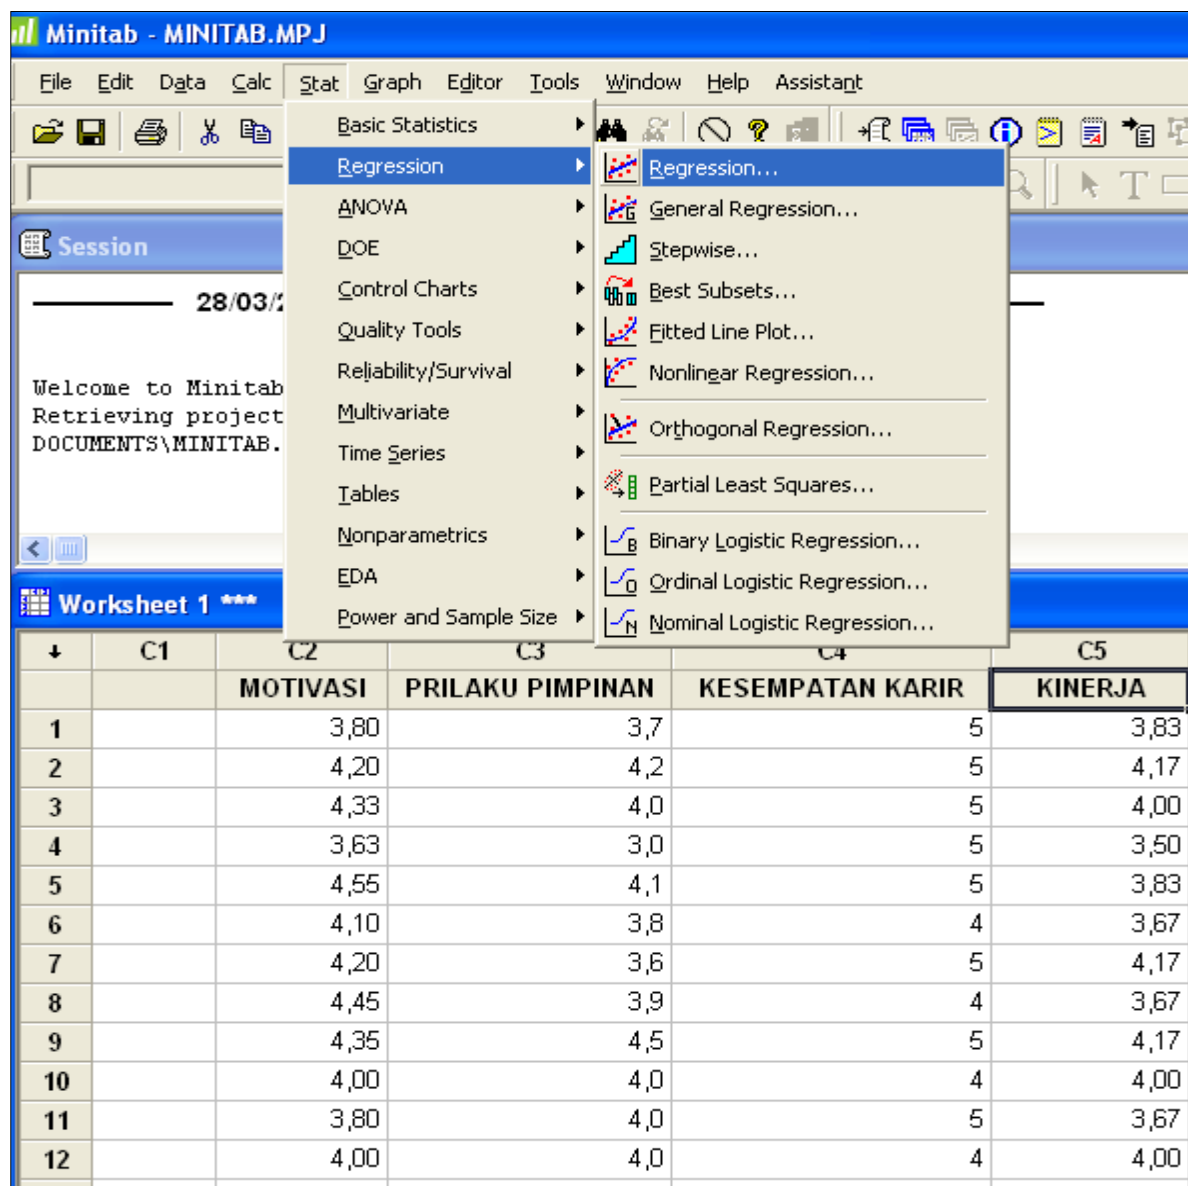 Minitab - MINITAB.MPJ
File Edit Data Calc Stat Graph Editor Tools Window Help Assistant
Basic Statistics
Regression
ANOVA
DOE
Control Charts
Quality Tools
Reliability/Survival
Multivariate
Time Series
Tables
Nonparametrics
EDA
Power and Sample Size
Regression...
General Regression...
Stepwise...
Best Subsets...
Fitted Line Plot...
Nonlinear Regression...
Orthogonal Regression...
Partial Least Squares...
Binary Logistic Regression...
Ordinal Logistic Regression...
Nominal Logistic Regression...
Session
28/03/2
Welcome to Minitab
Retrieving project
DOCUMENTS\MINITAB.
Worksheet 1 ***
C1 C2 C3 C4 C5
MOTIVASI PRILAKU PIMPINAN KESEMPATAN KARIR KINERJA
1 3,80 3,7 5 3,83
2 4,20 4,2 5 4,17
3 4,33 4,0 5 4,00
4 3,63 3,0 5 3,50
5 4,55 4,1 5 3,83
6 4,10 3,8 4 3,67
7 4,20 3,6 5 4,17
8 4,45 3,9 4 3,67
9 4,35 4,5 5 4,17
10 4,00 4,0 4 4,00
11 3,80 4,0 5 3,67
12 4,00 4,0 4 4,00